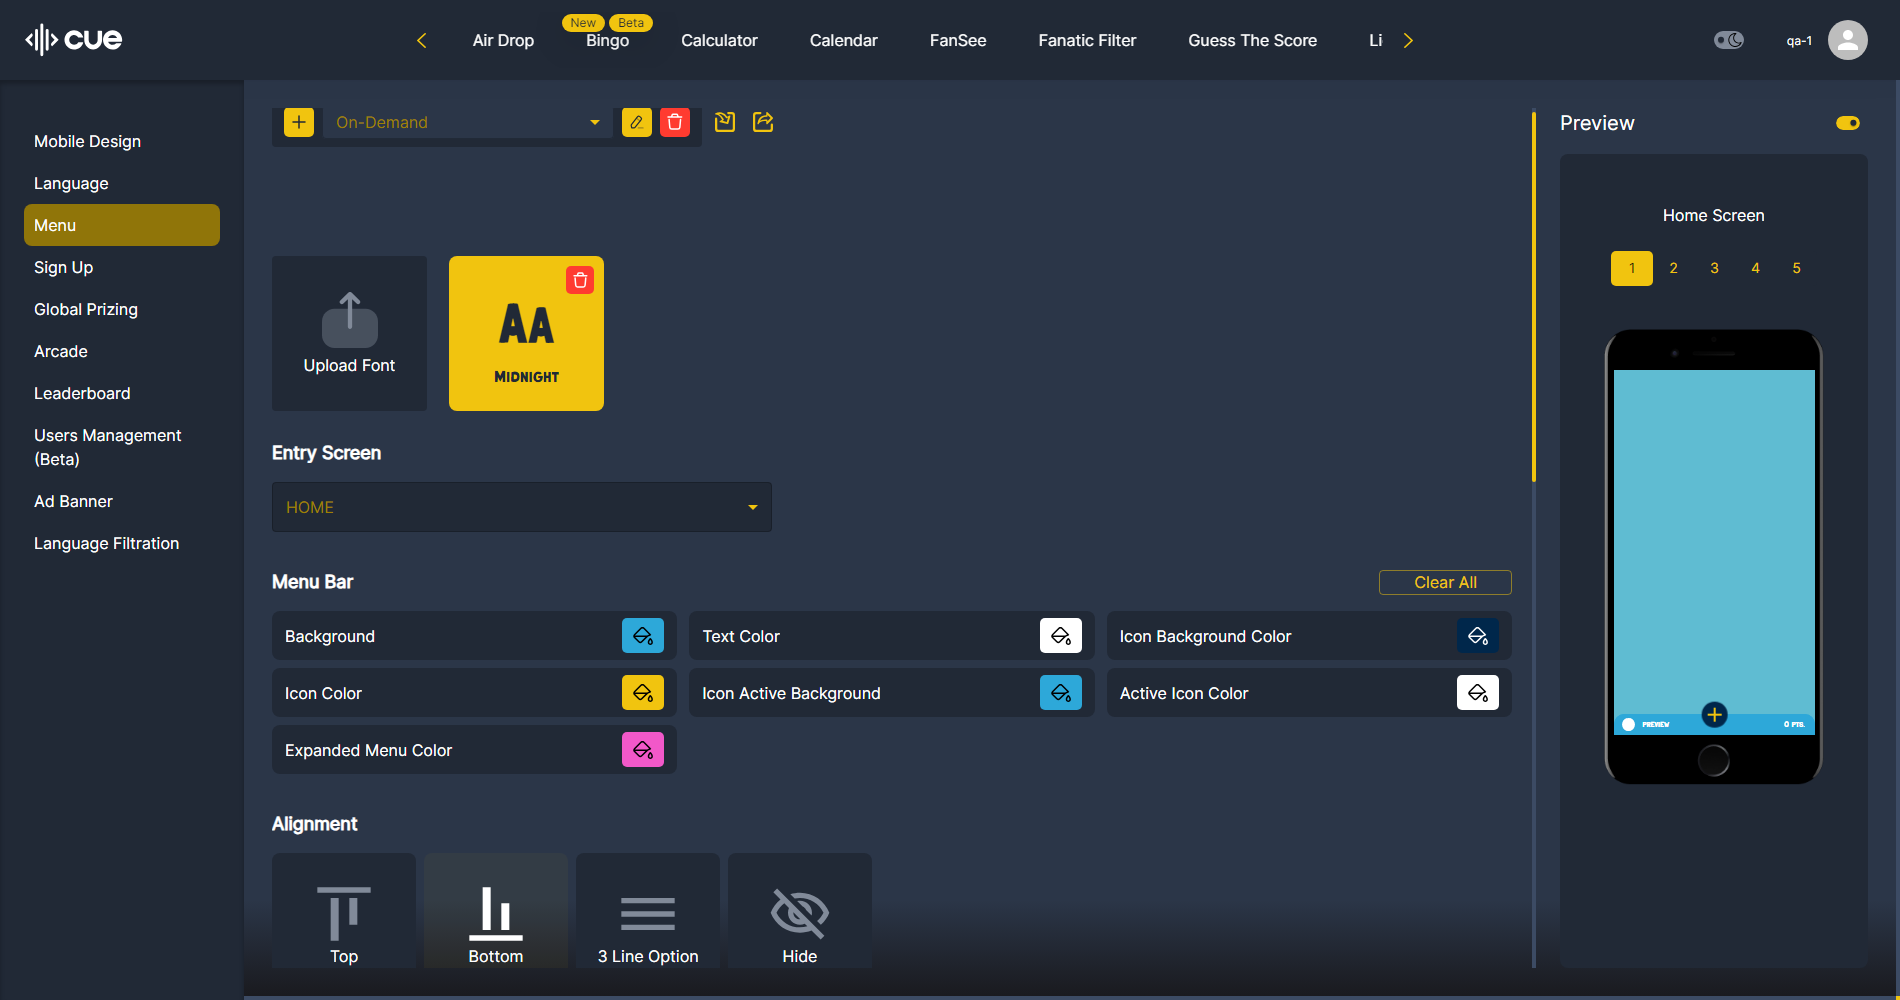 cue
Air Drop
New
Beta
Bingo
Calculator
Calendar
FanSee
Fanatic Filter
Guess The Score
Li
qa-1
Mobile Design
Language
Menu
Sign Up
Global Prizing
Arcade
Leaderboard
Users Management
(Beta)
Ad Banner
Language Filtration
On-Demand
Upload Font
AA
MIDNIGHT
Entry Screen
HOME
Menu Bar
Clear All
Background
Text Color
Icon Background Color
Icon Color
Icon Active Background
Active Icon Color
Expanded Menu Color
Alignment
Top
Bottom
3 Line Option
Hide
Preview
Home Screen
1 2 3 4 5
PREVIEW
0 PTS.